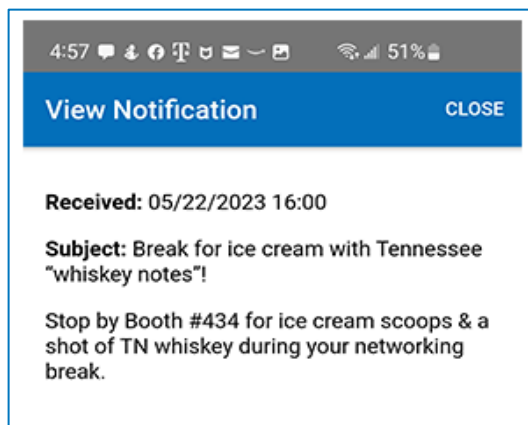 4:57 51%
View Notification CLOSE
Received: 05/22/2023 16:00
Subject: Break for ice cream with Tennessee
“whiskey notes”!
Stop by Booth #434 for ice cream scoops & a
shot of TN whiskey during your networking
break.